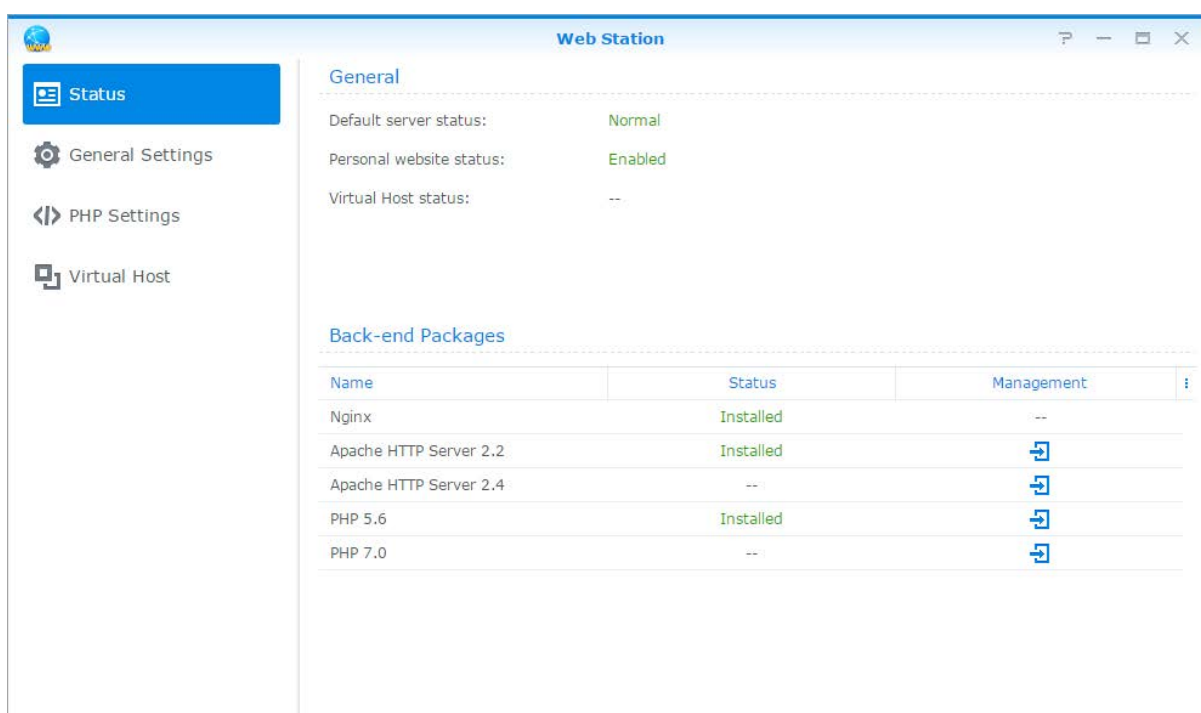 Web Station
Status
General Settings
PHP Settings
Virtual Host
General
Default server status: Normal
Personal website status: Enabled
Virtual Host status: --
Back-end Packages
Name Status Management
Nginx Installed --
Apache HTTP Server 2.2 Installed
Apache HTTP Server 2.4 --
PHP 5.6 Installed
PHP 7.0 --